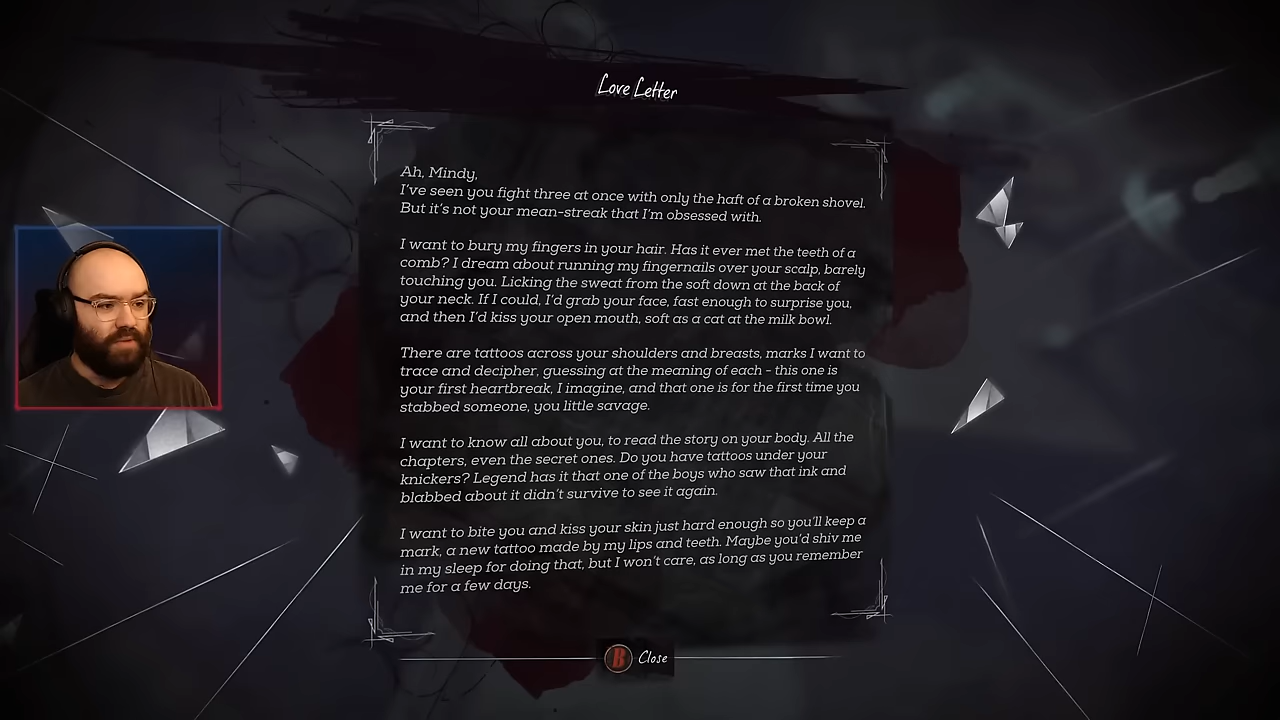 Love Letter
Ah, Mindy,
I've seen you fight three at once with only the haft of a broken shovel.
But it's not your mean-streak that I'm obsessed with.
I want to bury my fingers in your hair. Has it ever met the teeth of a
comb? I dream about running my fingernails over your scalp, barely
touching you. Licking the sweat from the soft down at the back of
your neck. If I could, I'd grab your face, fast enough to surprise you,
and then I'd kiss your open mouth, soft as a cat at the milk bowl.
There are tattoos across your shoulders and breasts, marks I want to
trace and decipher, guessing at the meaning of each - this one is
your first heartbreak, I imagine, and that one is for the first time you
stabbed someone, you little savage.
I want to know all about you, to read the story on your body. All the
chapters, even the secret ones. Do you have tattoos under your
knickers? Legend has it that one of the boys who saw that ink and
blabbed about it didn't survive to see it again.
I want to bite you and kiss your skin just hard enough so you'll keep a
mark, a new tattoo made by my lips and teeth. Maybe you'd shiv me
in my sleep for doing that, but I won't care, as long as you remember
me for a few days.
B Close